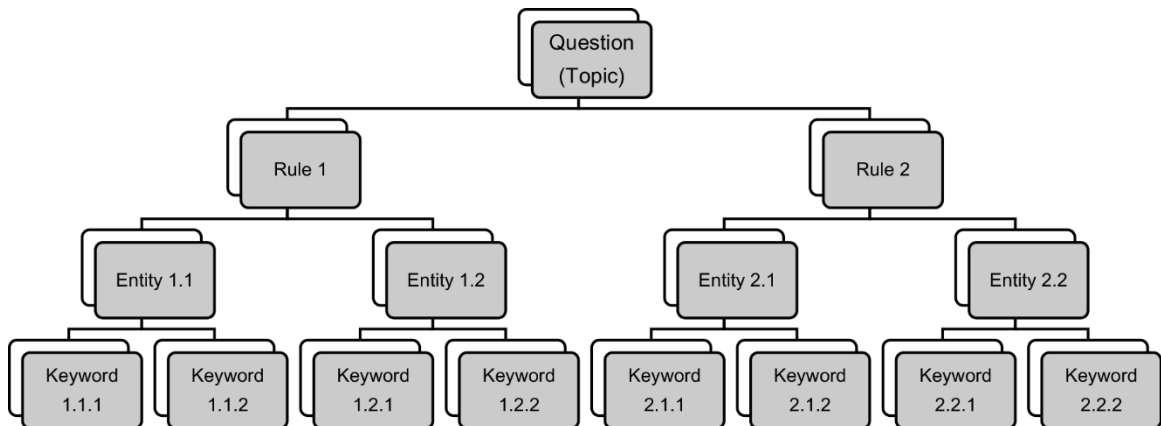 Question
(Topic)
Rule 1
Rule 2
Entity 1.1
Entity 1.2
Entity 2.1
Entity 2.2
Keyword
1.1.1
Keyword
1.1.2
Keyword
1.2.1
Keyword
1.2.2
Keyword
2.1.1
Keyword
2.1.2
Keyword
2.2.1
Keyword
2.2.2